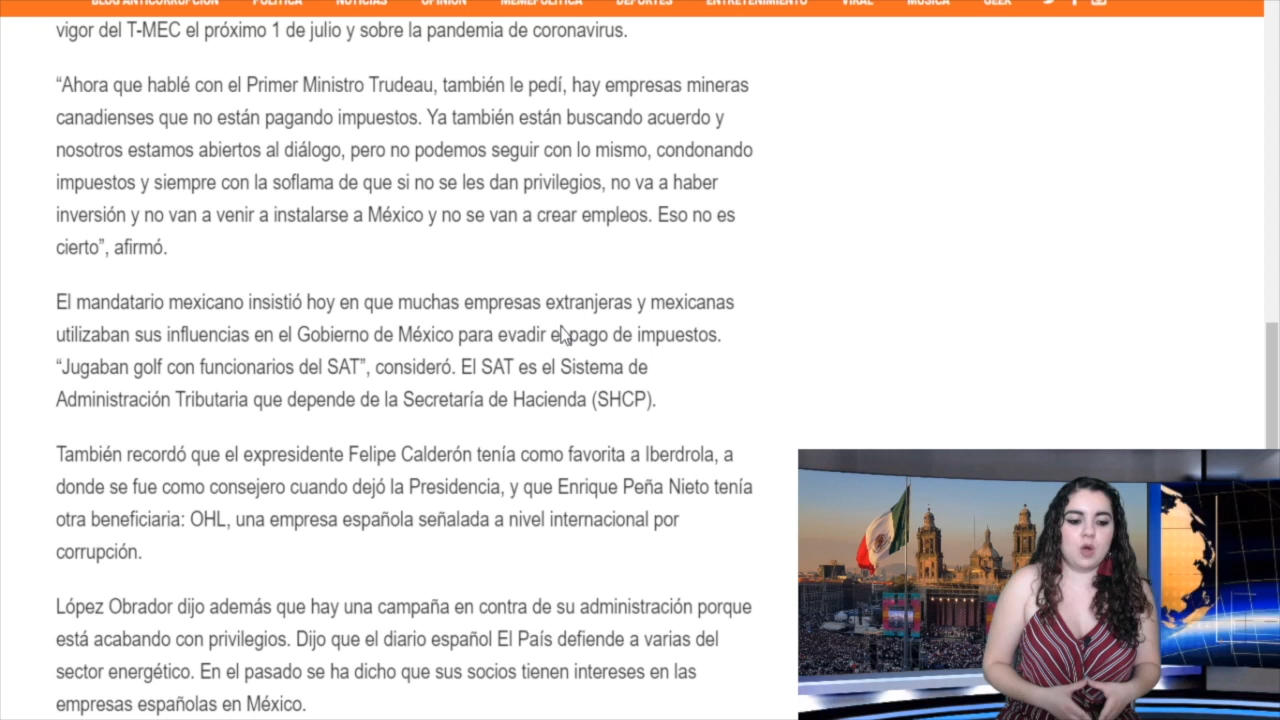 BLOG ANTICORRUPCIÓN POLÍTICA NOTICIAS OPINIÓN MEMEPOLÍTICA DEPORTES ENTRETENIMIENTO VIRAL MÚSICA GEEK
vigor del T-MEC el próximo 1 de julio y sobre la pandemia de coronavirus.
“Ahora que hablé con el Primer Ministro Trudeau, también le pedí, hay empresas mineras
canadienses que no están pagando impuestos. Ya también están buscando acuerdo y
nosotros estamos abiertos al diálogo, pero no podemos seguir con lo mismo, condonando
impuestos y siempre con la soflama de que si no se les dan privilegios, no va a haber
inversión y no van a venir a instalarse a México y no se van a crear empleos. Eso no es
cierto”, afirmó.
El mandatario mexicano insistió hoy en que muchas empresas extranjeras y mexicanas
utilizaban sus influencias en el Gobierno de México para evadir el pago de impuestos.
“Jugaban golf con funcionarios del SAT”, consideró. El SAT es el Sistema de
Administración Tributaria que depende de la Secretaría de Hacienda (SHCP).
También recordó que el expresidente Felipe Calderón tenía como favorita a Iberdrola, a
donde se fue como consejero cuando dejó la Presidencia, y que Enrique Peña Nieto tenía
otra beneficiaria: OHL, una empresa española señalada a nivel internacional por
corrupción.
López Obrador dijo además que hay una campaña en contra de su administración porque
está acabando con privilegios. Dijo que el diario español El País defiende a varias del
sector energético. En el pasado se ha dicho que sus socios tienen intereses en las
empresas españolas en México.